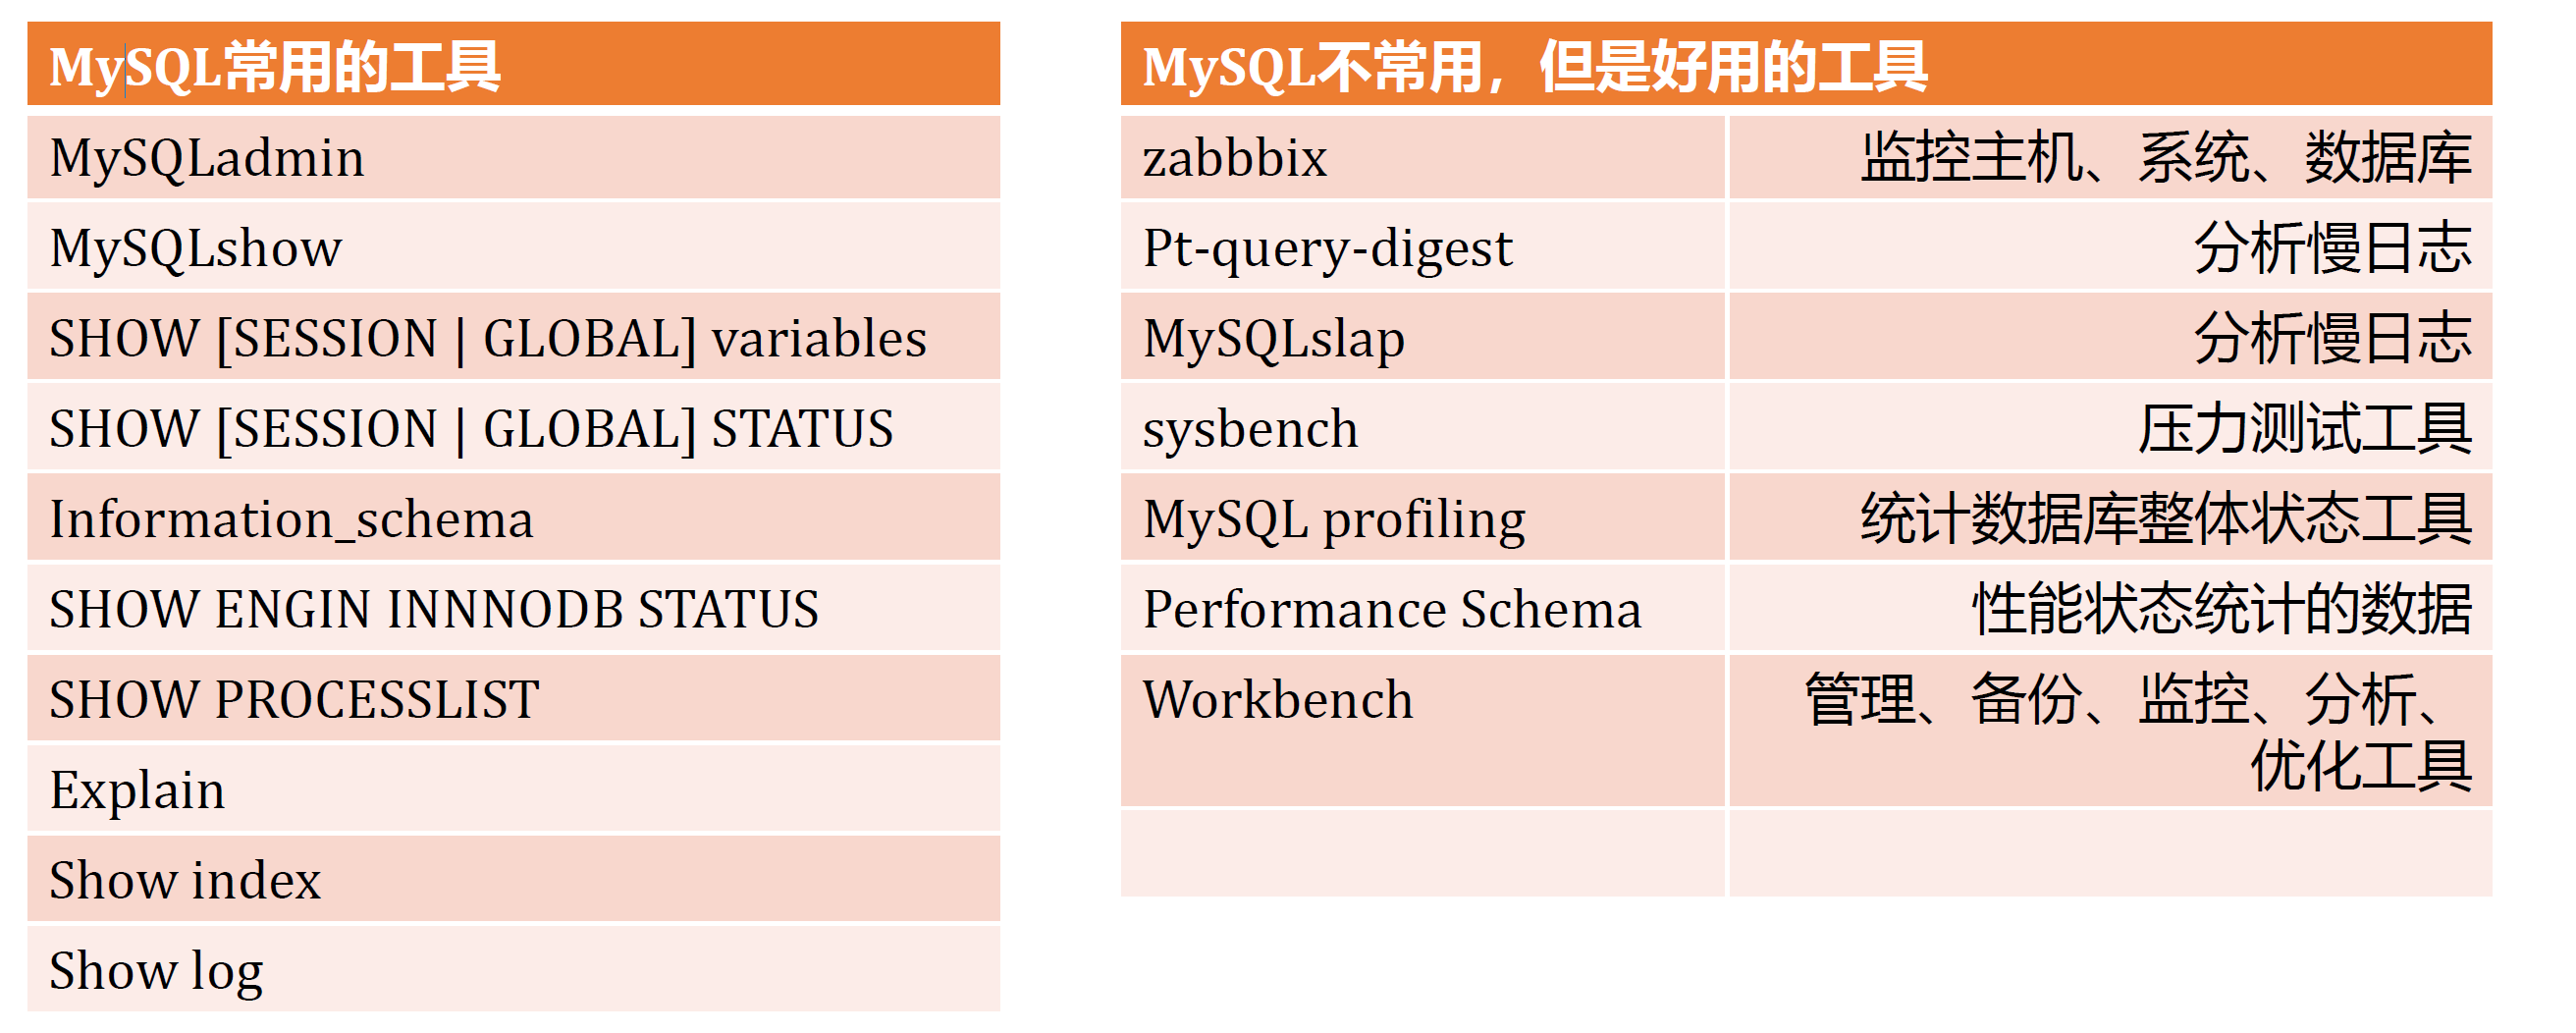 MySQL常用的工具
MySQLadmin
MySQLshow
SHOW [SESSION | GLOBAL] variables
SHOW [SESSION | GLOBAL] STATUS
Information_schema
SHOW ENGIN INNNODB STATUS
SHOW PROCESSLIST
Explain
Show index
Show log
MySQL不常用，但是好用的工具
zabbbix 监控主机、系统、数据库
Pt-query-digest 分析慢日志
MySQLslap 分析慢日志
sysbench 压力测试工具
MySQL profiling 统计数据库整体状态工具
Performance Schema 性能状态统计的数据
Workbench 管理、备份、监控、分析、
优化工具